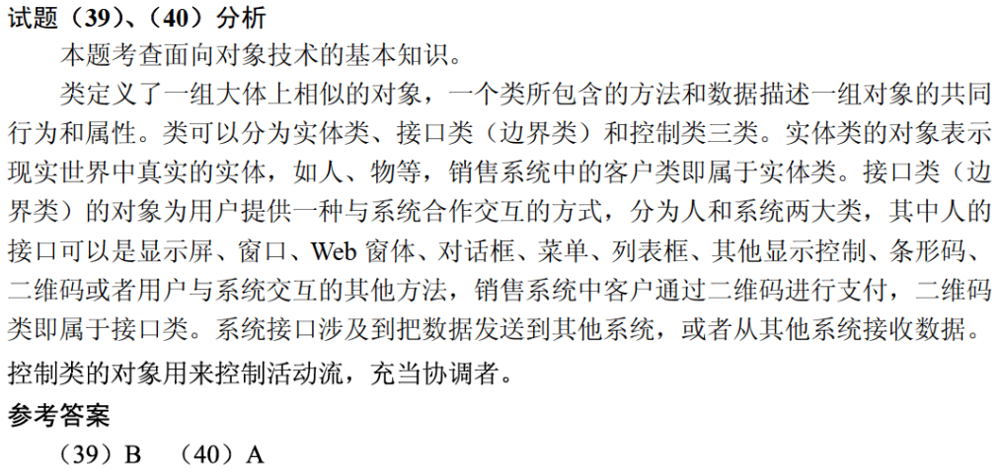 试题（39）、（40）分析
本题考查面向对象技术的基本知识。
类定义了一组大体上相似的对象，一个类所包含的方法和数据描述一组对象的共同
行为和属性。类可以分为实体类、接口类（边界类）和控制类三类。实体类的对象表示
现实世界中真实的实体，如人、物等，销售系统中的客户类即属于实体类。接口类（边
界类）的对象为用户提供一种与系统合作交互的方式，分为人和系统两大类，其中人的
接口可以是显示屏、窗口、Web 窗体、对话框、菜单、列表框、其他显示控制、条形码、
二维码或者用户与系统交互的其他方法，销售系统中客户通过二维码进行支付，二维码
类即属于接口类。系统接口涉及到把数据发送到其他系统，或者从其他系统接收数据。
控制类的对象用来控制活动流，充当协调者。
参考答案
（39）B （40）A